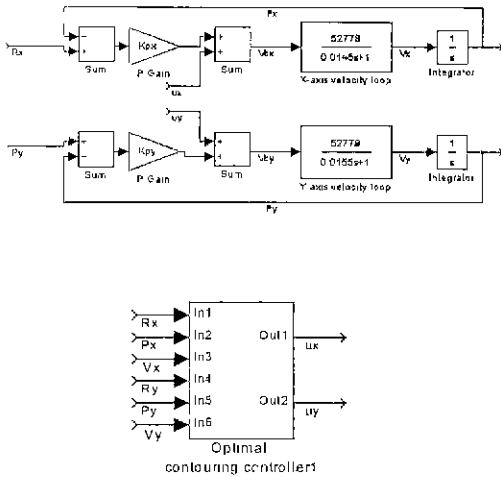 Px
Rx
Kpx
Sum
P Gain
ux
Sum
Vbx
52779
0.0145s+1
X-axis velocity loop
Vx
1
s
Integrator
uy
Py
Kpy
Sum
P Gain
Sum
Vby
52779
0.0155s+1
Y-axis velocity loop
Vy
1
s
Integrator
Py
Rx
Px
Vx
Ry
Py
Vy
In1
In2
In3
In4
In5
In6
Out1
Out2
ux
uy
Optimal
contouring controller1